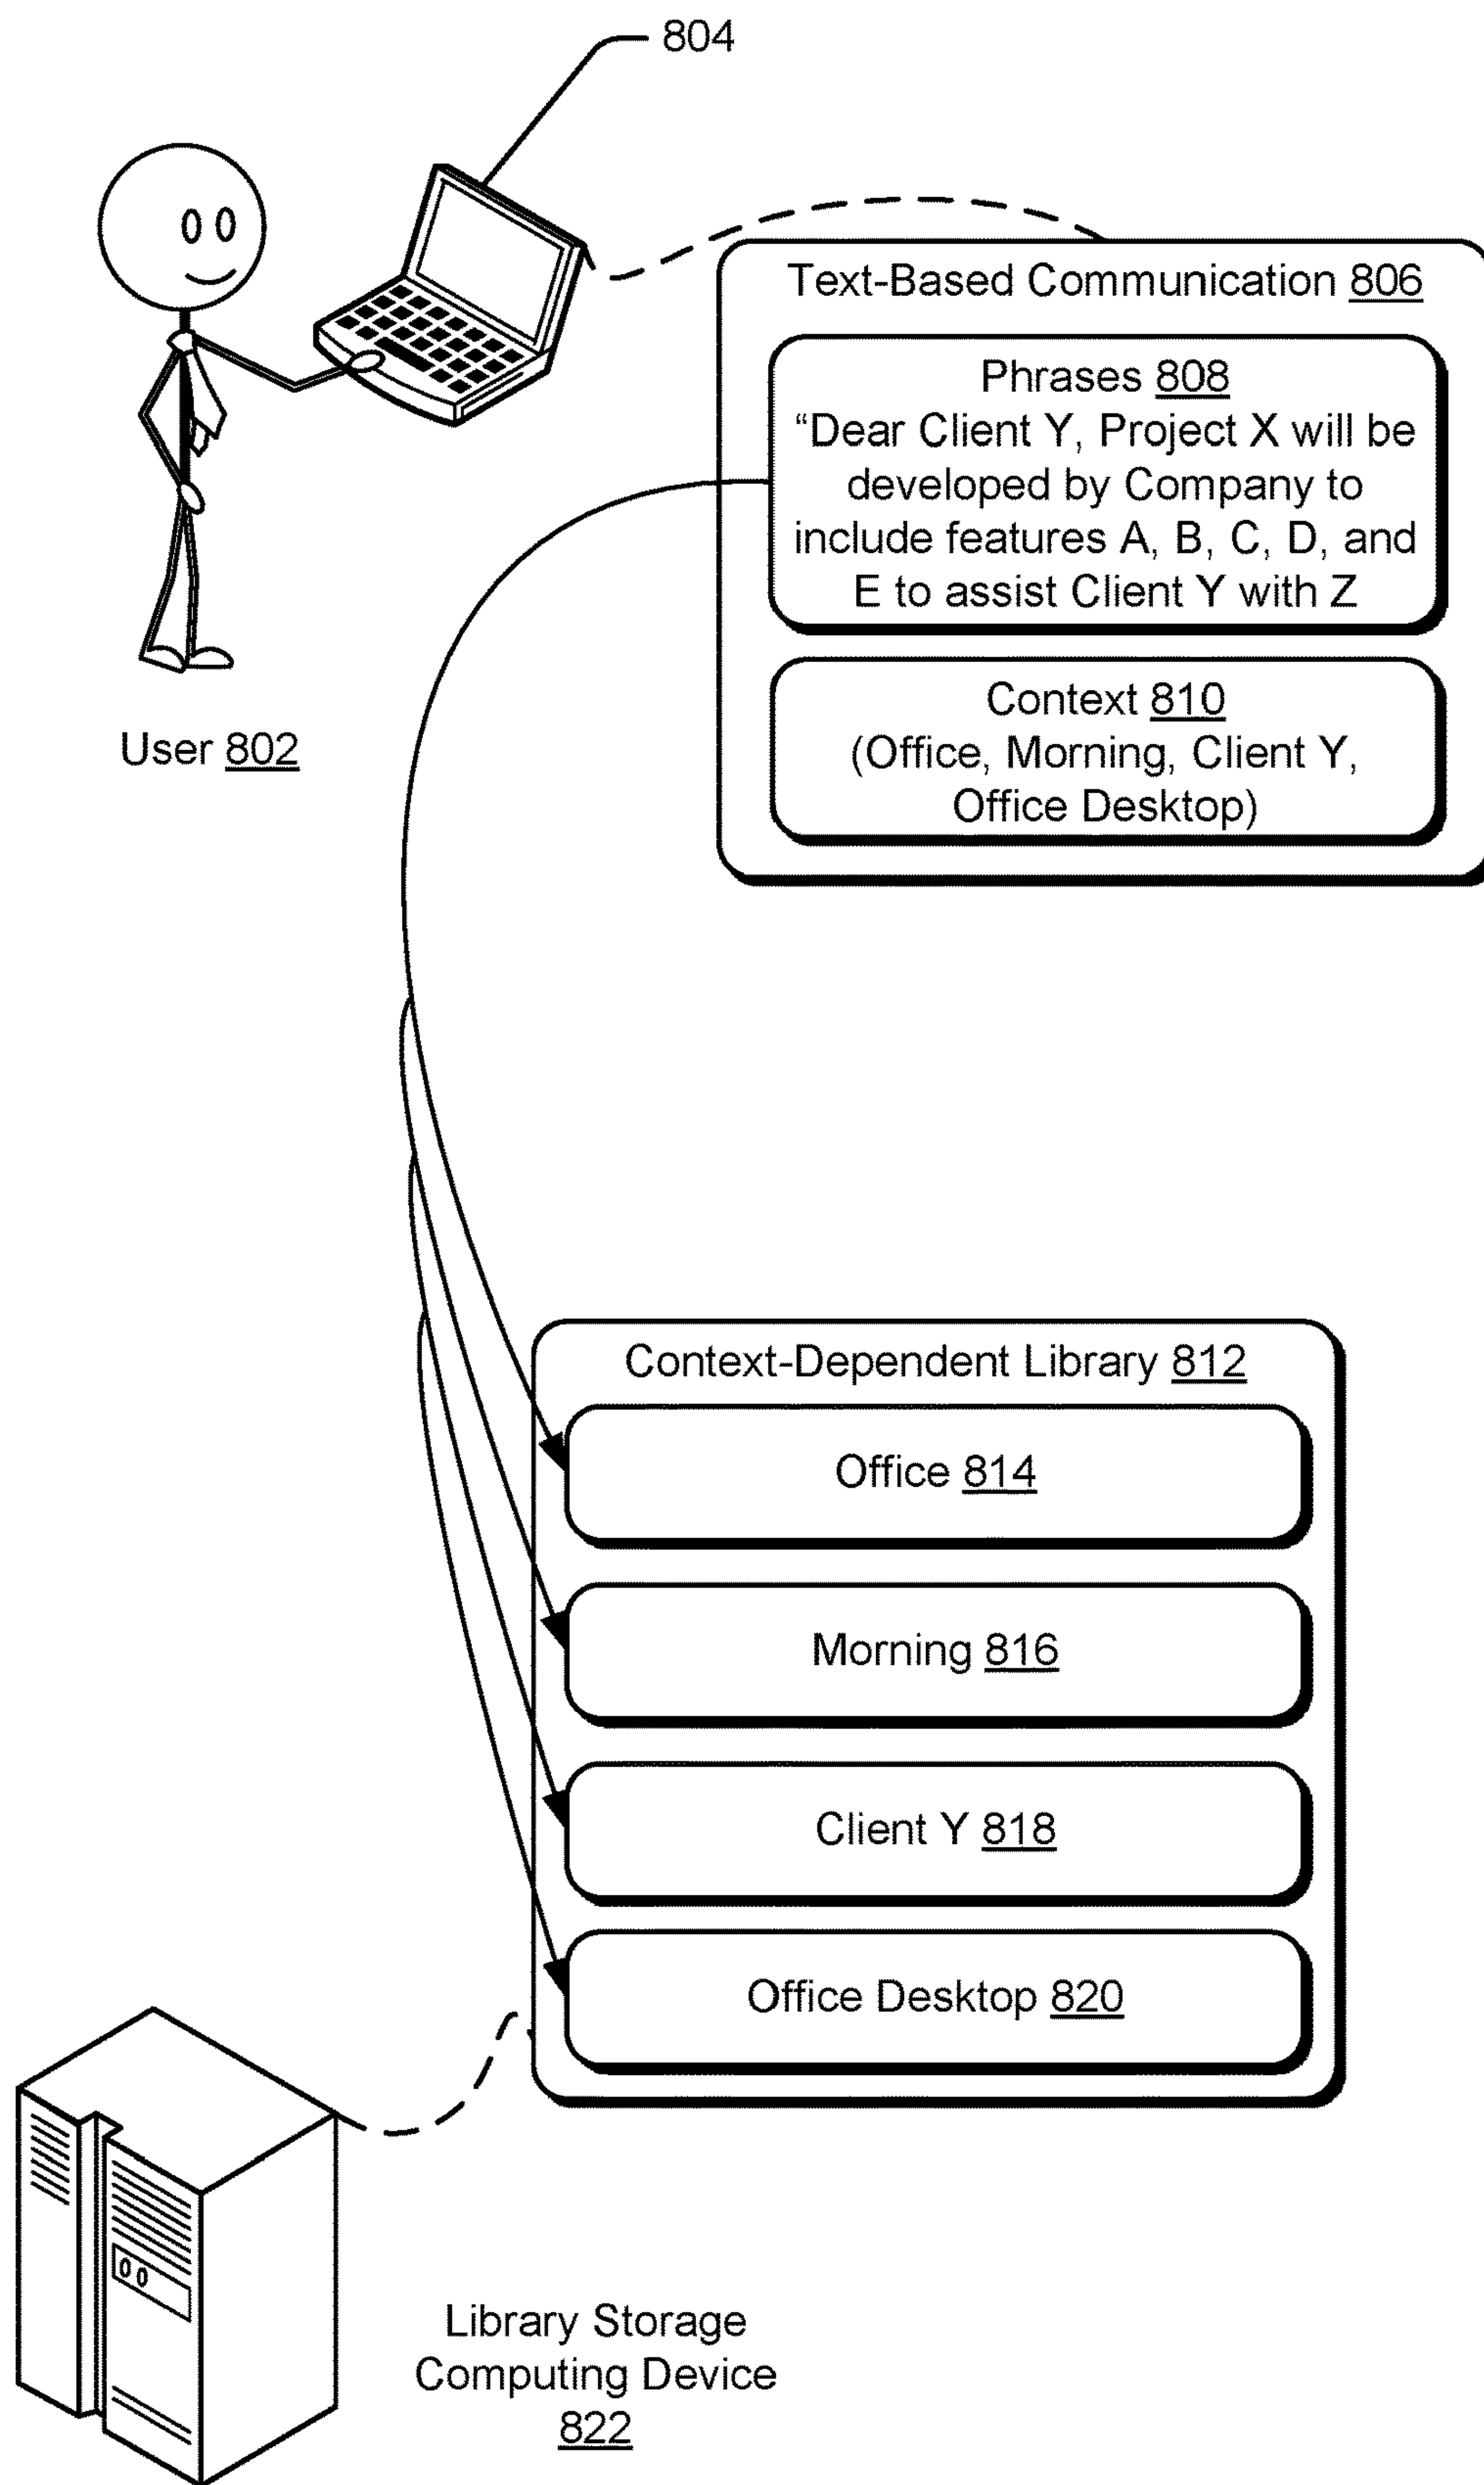 804
Text-Based Communication 806
Phrases 808
“Dear Client Y, Project X will be
developed by Company to
include features A, B, C, D, and
E to assist Client Y with Z
Context 810
(Office, Morning, Client Y,
Office Desktop)
User 802
Context-Dependent Library 812
Office 814
Morning 816
Client Y 818
Office Desktop 820
Library Storage
Computing Device
822